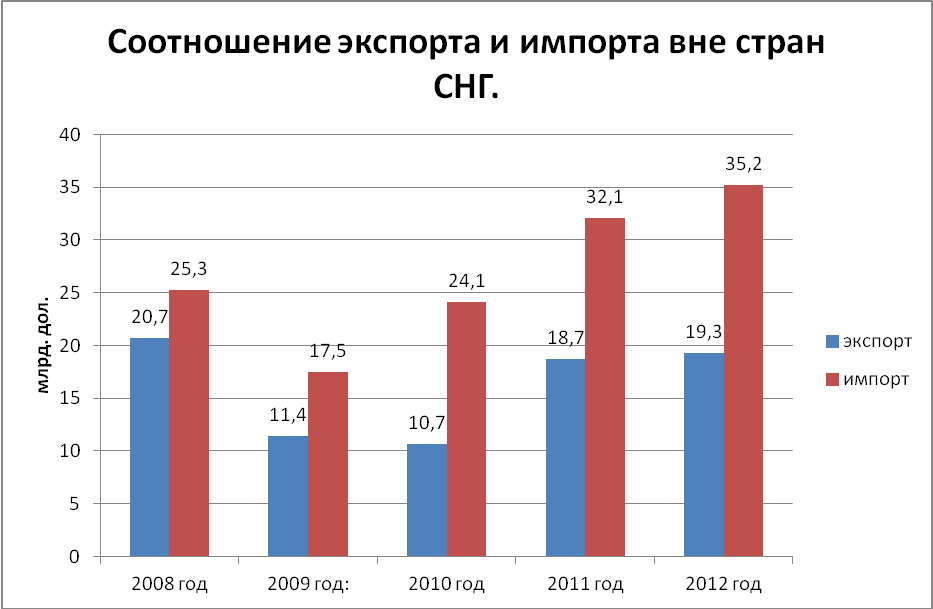 Соотношение экспорта и импорта вне стран
СНГ.
млрд. дол.
40
35
30
25
20
15
10
5
0
20,7
25,3
11,4
17,5
10,7
24,1
18,7
32,1
19,3
35,2
2008 год
2009 год:
2010 год
2011 год
2012 год
экспорт
импорт